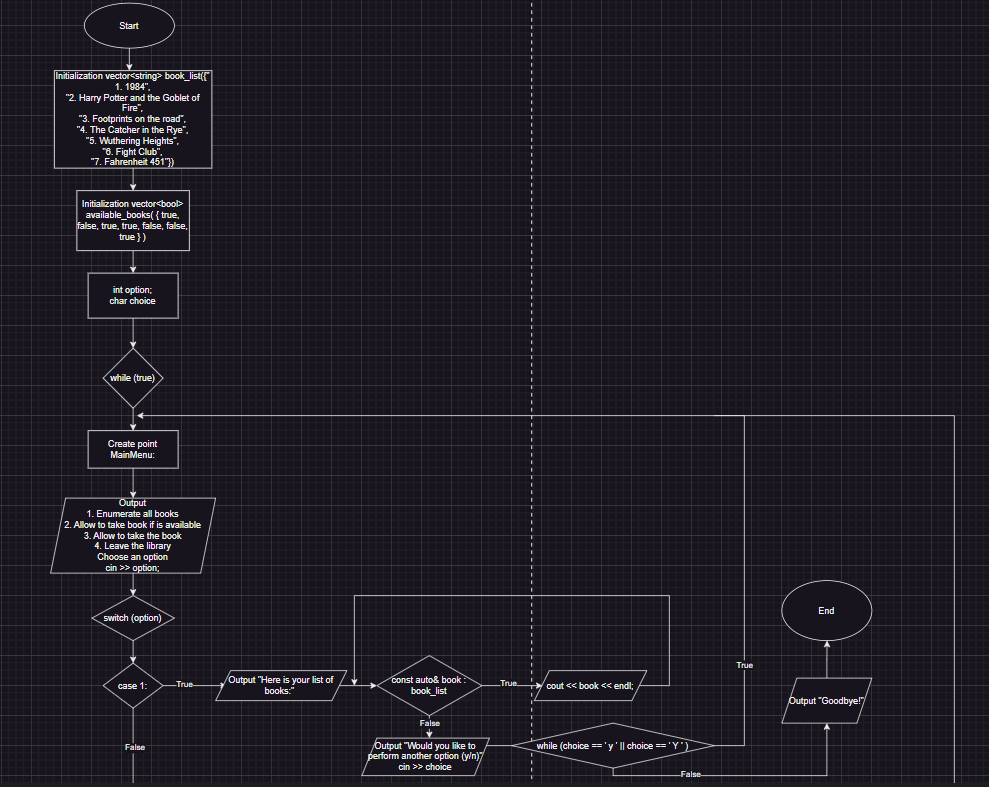 Start
Initialization vector<string> book_list({"
1. 1984",
"2. Harry Potter and the Goblet of
Fire",
"3. Footprints on the road",
"4. The Catcher in the Rye",
"5. Wuthering Heights",
"6. Fight Club",
"7. Fahrenheit 451"})
Initialization vector<bool>
available_books( { true,
false, true, true, false, false,
true } )
int option;
char choice
while (true)
Create point
MainMenu:
Output
1. Enumerate all books
2. Allow to take book if is available
3. Allow to take the book
4. Leave the library
Choose an option
cin >> option;
switch (option)
case 1:
True
Output "Here is your list of
books:"
const auto& book :
book_list
True
cout << book << endl;
False
Output "Would you like to
perform another option (y/n)"
cin >> choice
while (choice == ' y ' || choice == ' Y ' )
True
False
Output "Goodbye!"
End
False